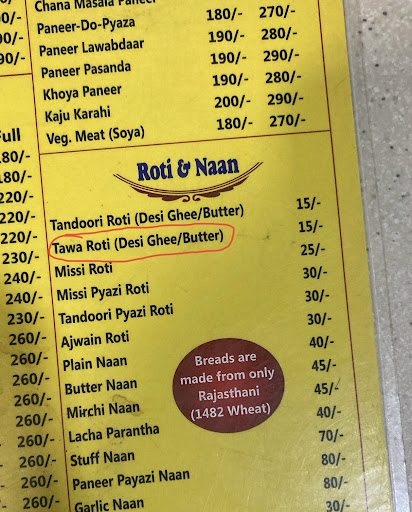 00/-
90/-
90/-
Full
180/-
180/-
220/-
220/-
220/-
230/-
240/-
240/-
230/-
260/-
260/-
260/-
260/-
260/-
260/-
260/-
260/-
260/-
Chana Masala Paneer
Paneer-Do-Pyaza 180/- 270/-
Paneer Lawabdaar 190/- 280/-
Paneer Pasanda 190/- 290/-
Khoya Paneer 190/- 280/-
Kaju Karahi 200/- 290/-
Veg. Meat (Soya) 180/- 270/-
Roti & Naan
Tandoori Roti (Desi Ghee/Butter) 15/-
Tawa Roti (Desi Ghee/Butter) 15/-
Missi Roti 25/-
Missi Pyazi Roti 30/-
Tandoori Pyazi Roti 30/-
Ajwain Roti 30/-
Plain Naan 40/-
Butter Naan 45/-
Mirchi Naan 45/-
Lacha Parantha 40/-
Stuff Naan 70/-
Paneer Payazi Naan 80/-
Garlic Naan 80/-
30/-
Breads are
made from only
Rajasthani
(1482 Wheat)